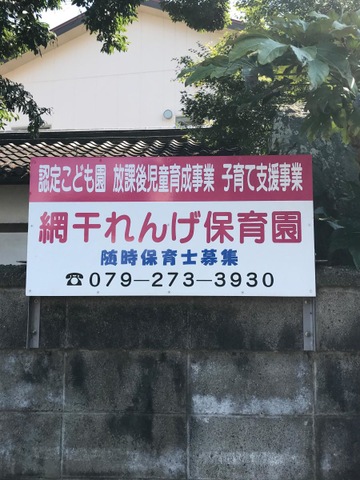 認定こども園 放課後児童育成事業 子育て支援事業
網干れんげ保育園
随時保育士募集
☎079-273-3930